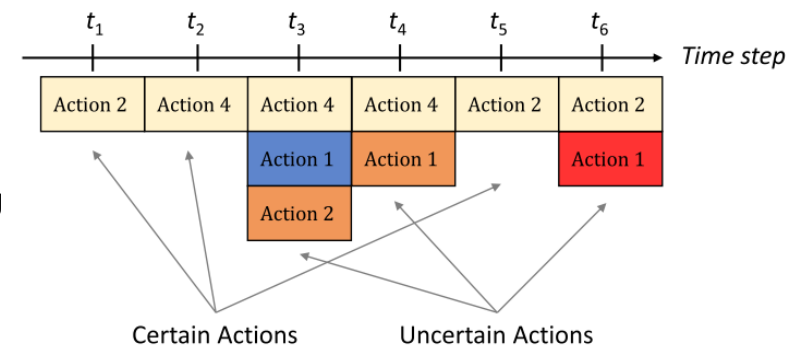 t1 t2 t3 t4 t5 t6
Time step
Action 2 Action 4 Action 4 Action 4 Action 2 Action 2
Action 1 Action 1 Action 1
Action 2
Certain Actions Uncertain Actions